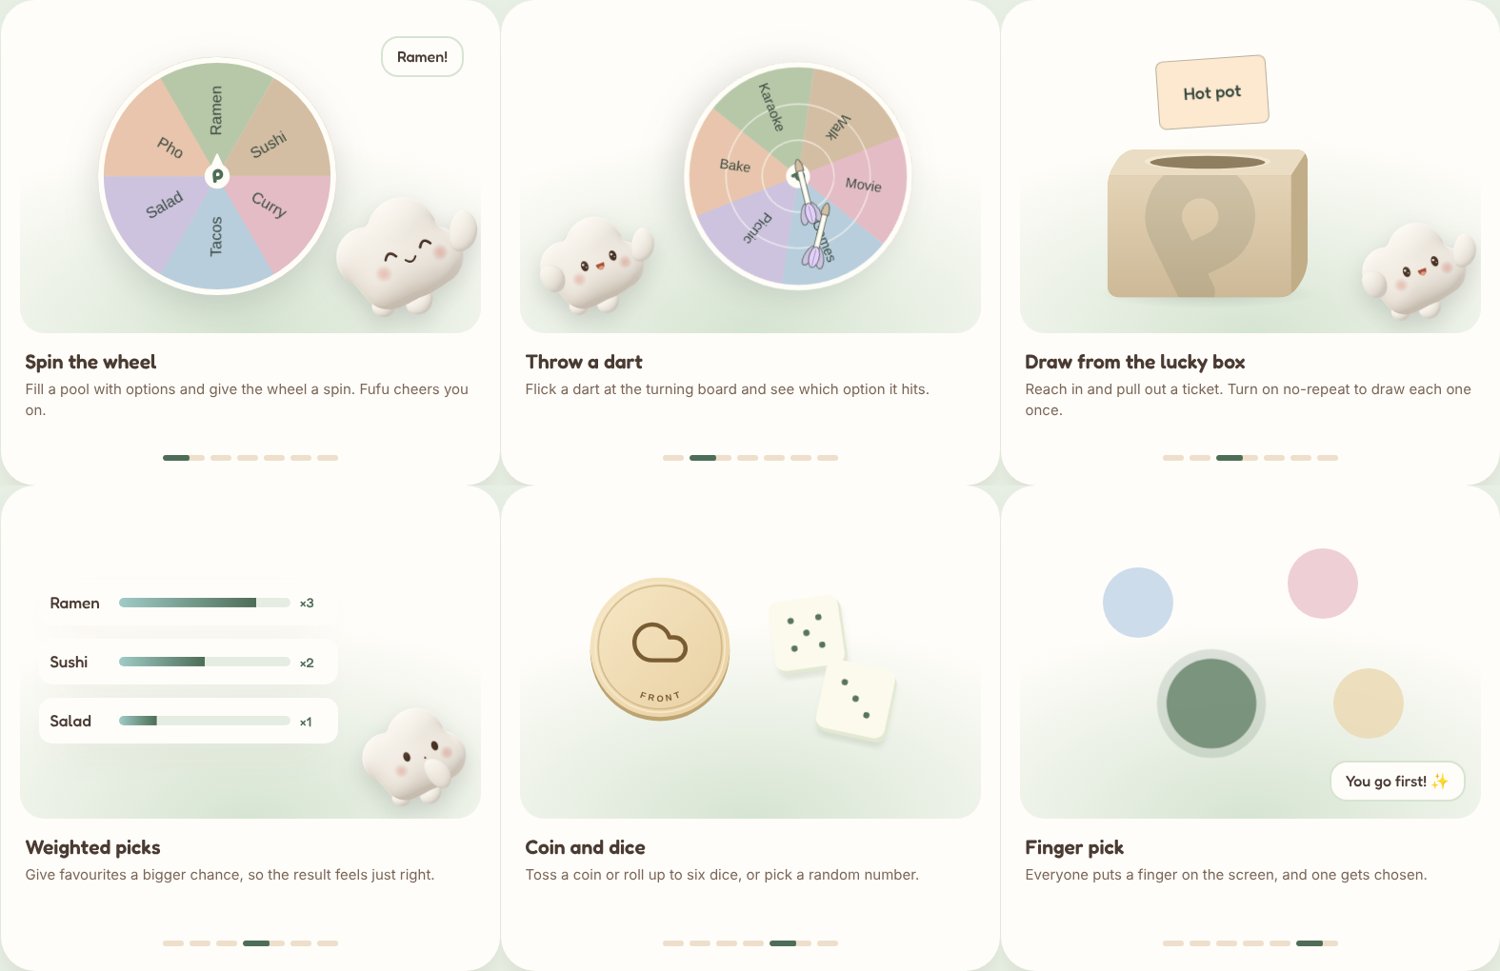 Ramen!
Ramen
Sushi
Curry
Tacos
Salad
Pho
Spin the wheel
Fill a pool with options and give the wheel a spin. Fufu cheers you
on.
Karaoke
Walk
Movie
Picnic
Bake
Throw a dart
Flick a dart at the turning board and see which option it hits.
Hot pot
Draw from the lucky box
Reach in and pull out a ticket. Turn on no-repeat to draw each one
once.
Ramen ×3
Sushi ×2
Salad ×1
Weighted picks
Give favourites a bigger chance, so the result feels just right.
FRONT
Coin and dice
Toss a coin or roll up to six dice, or pick a random number.
You go first! ✨
Finger pick
Everyone puts a finger on the screen, and one gets chosen.